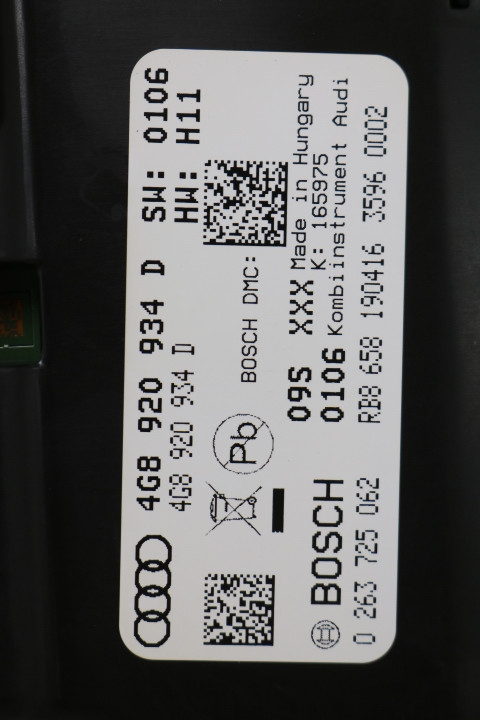 4G8 920 934 D SW: 0106
4G8 920 934 D HW: H11
Pb
BOSCH DMC:
09S XXX Made in Hungary
K: 165975
BOSCH 0106 Kombiinstrument Audi
0 263 725 062 RB8 658 190416 3596 0002